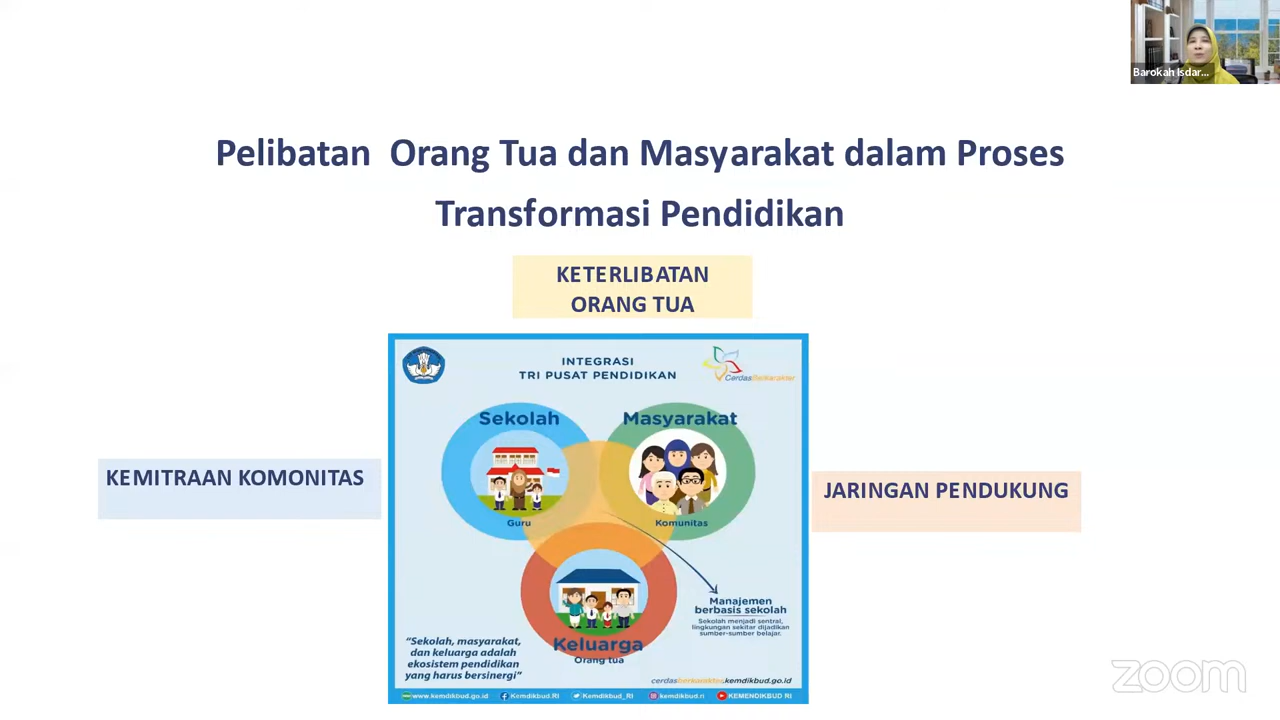 Barokah Isdar...
Pelibatan Orang Tua dan Masyarakat dalam Proses
Transformasi Pendidikan
KETERLIBATAN
ORANG TUA
INTEGRASI
TRI PUSAT PENDIDIKAN
CerdasBerkarakter
Sekolah
Masyarakat
KEMITRAAN KOMONITAS
JARINGAN PENDUKUNG
Guru
Komunitas
Manajemen
berbasis sekolah
Sekolah menjadi sentral,
lingkungan sekitar dijadikan
sumber-sumber belajar.
Keluarga
Orang tua
"Sekolah, masyarakat,
dan keluarga adalah
ekosistem pendidikan
yang harus bersinergi"
cerdasberkarakter.kemdikbud.go.id
www.kemdikbud.go.id Kemdikbud.RI Kemdikbud_RI kemdikbud.ri KEMENDIKBUD RI
zoom